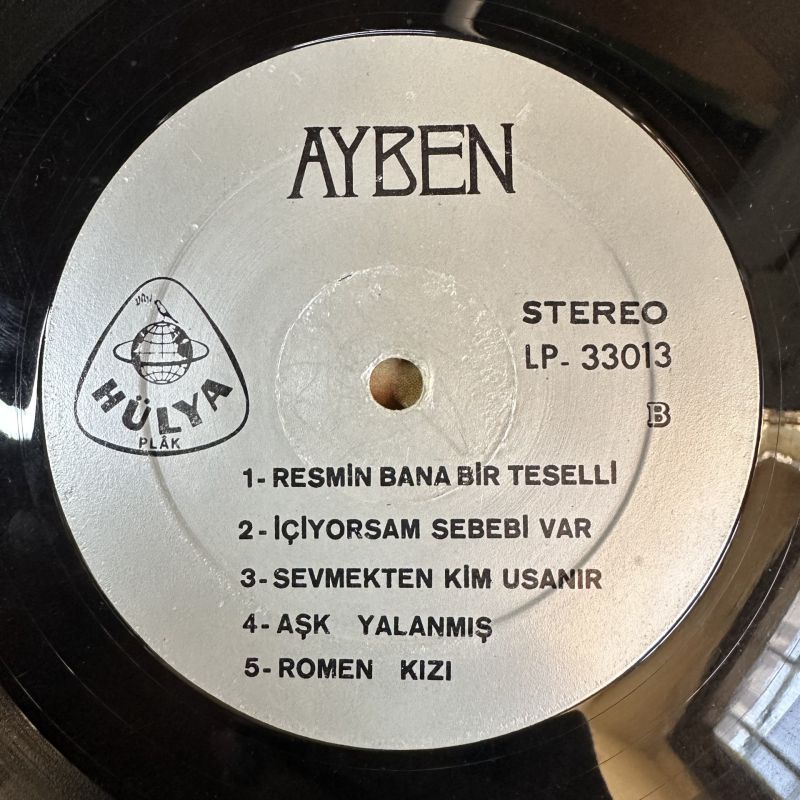 AYBEN
STEREO
LP- 33013
B
HÜLYA
PLÂK
1- RESMİN BANA BİR TESELLİ
2- İÇİYORSAM SEBEBİ VAR
3- SEVMEKTEN KİM USANIR
4- AŞK YALANMIŞ
5- ROMEN KIZI